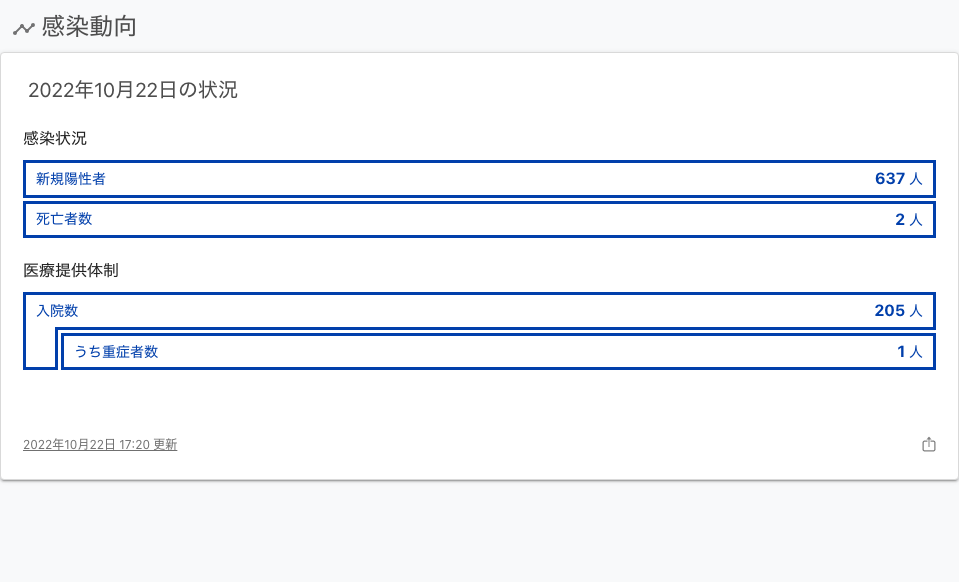 感染動向
2022年10月22日の状況
感染状況
新規陽性者 637 人
死亡者数 2 人
医療提供体制
入院数 205 人
うち重症者数 1 人
2022年10月22日 17:20 更新